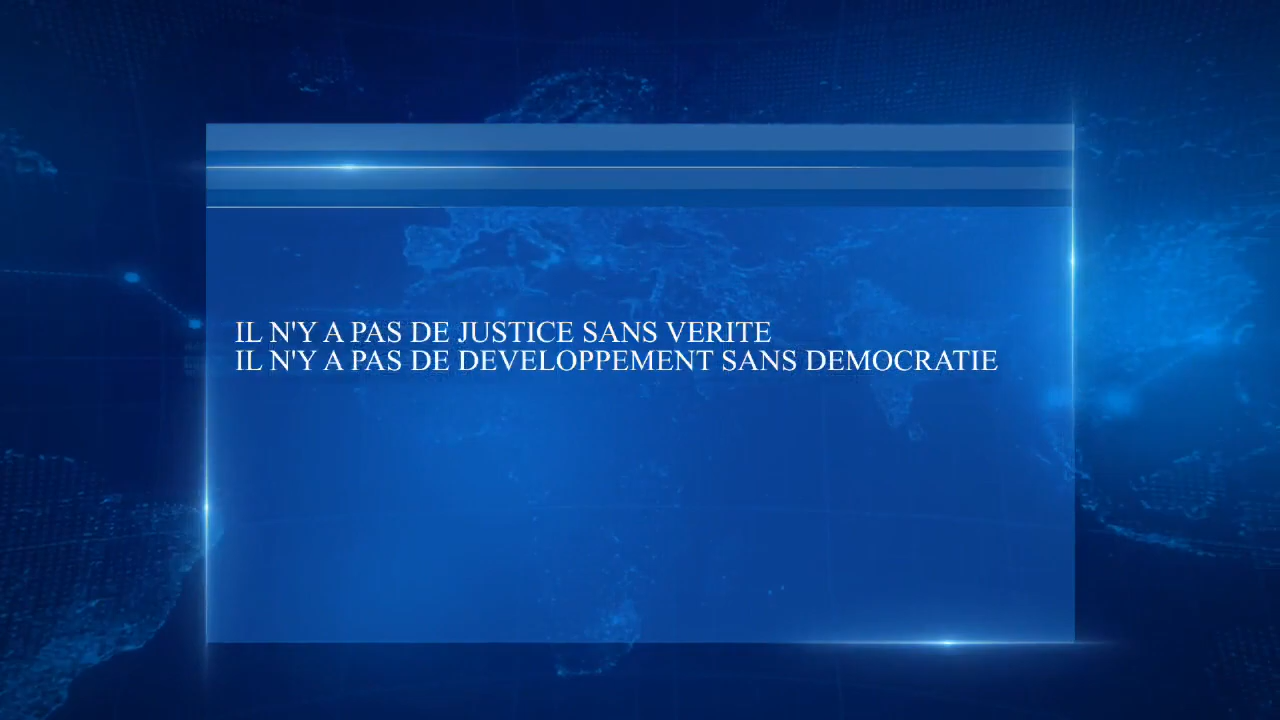 IL N'Y A PAS DE JUSTICE SANS VERITE
IL N'Y A PAS DE DEVELOPPEMENT SANS DEMOCRATIE